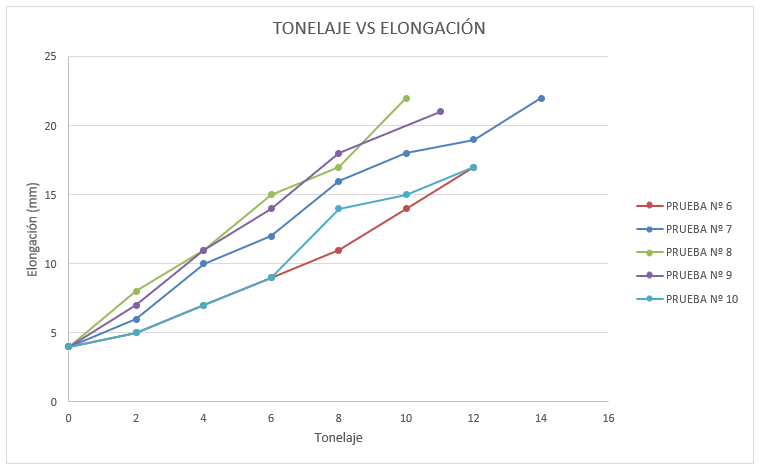 TONELAJE VS ELONGACIÓN
25
20
15
10
5
0
Elongación (mm)
0 2 4 6 8 10 12 14 16
Tonelaje
PRUEBA Nº 6
PRUEBA Nº 7
PRUEBA Nº 8
PRUEBA Nº 9
PRUEBA Nº 10